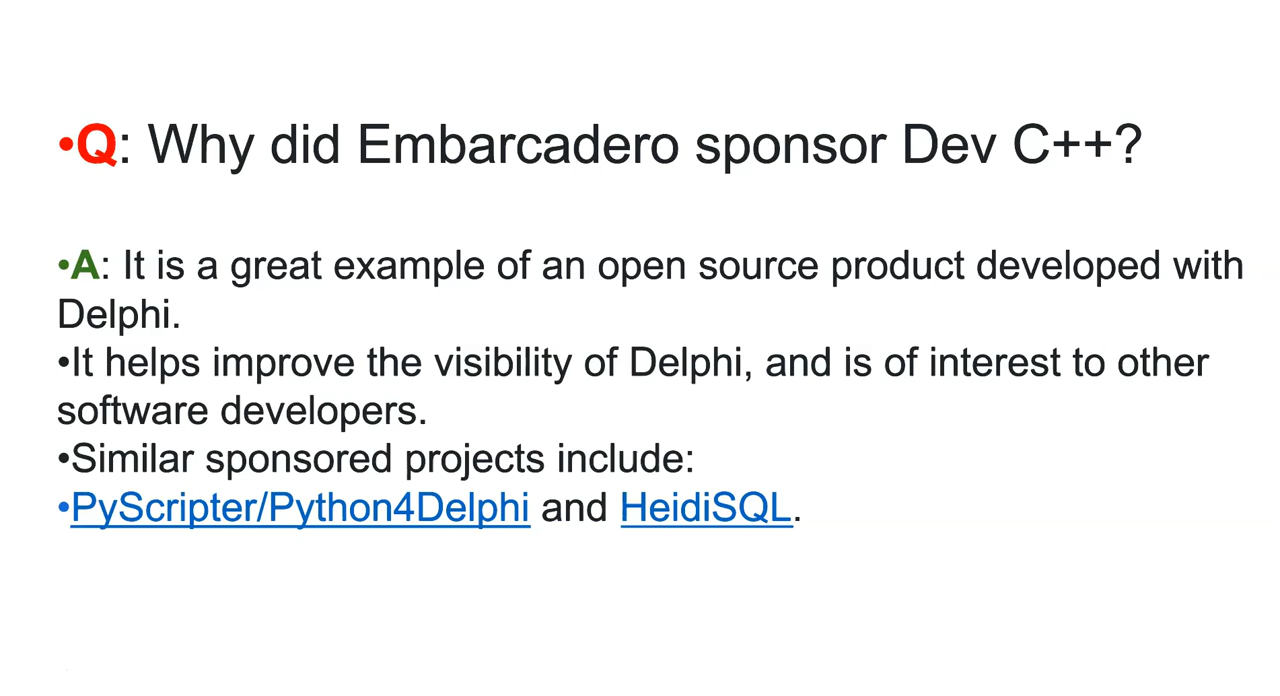 •Q: Why did Embarcadero sponsor Dev C++?
•A: It is a great example of an open source product developed with
Delphi.
•It helps improve the visibility of Delphi, and is of interest to other
software developers.
•Similar sponsored projects include:
•PyScripter/Python4Delphi and HeidiSQL.